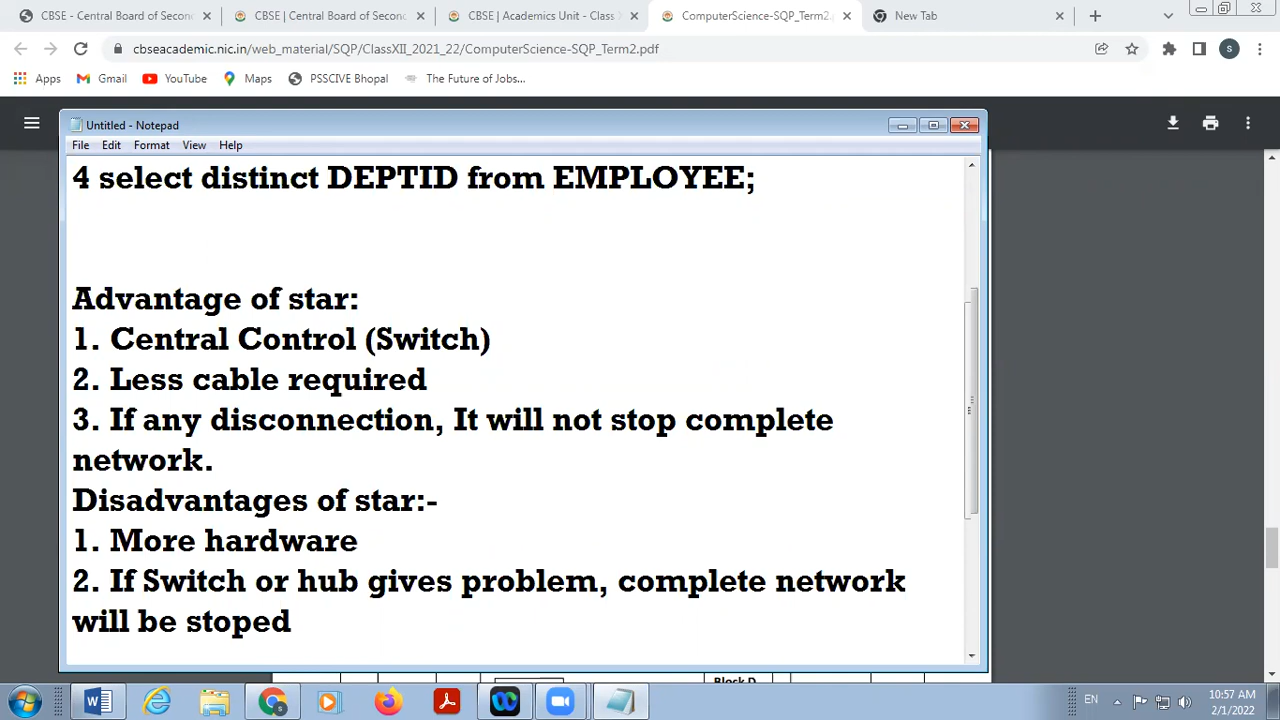 CBSE - Central Board of Second
CBSE | Central Board of Second
CBSE | Academics Unit - Class X
ComputerScience-SQP_Term2.p
New Tab
cbseacademic.nic.in/web_material/SQP/ClassXII_2021_22/ComputerScience-SQP_Term2.pdf
S
Apps
Gmail
YouTube
Maps
PSSCIVE Bhopal
The Future of Jobs...
Untitled - Notepad
File Edit Format View Help
4 select distinct DEPTID from EMPLOYEE;
Advantage of star:
1. Central Control (Switch)
2. Less cable required
3. If any disconnection, It will not stop complete
network.
Disadvantages of star:-
1. More hardware
2. If Switch or hub gives problem, complete network
will be stoped
Block D
EN
10:57 AM
2/1/2022